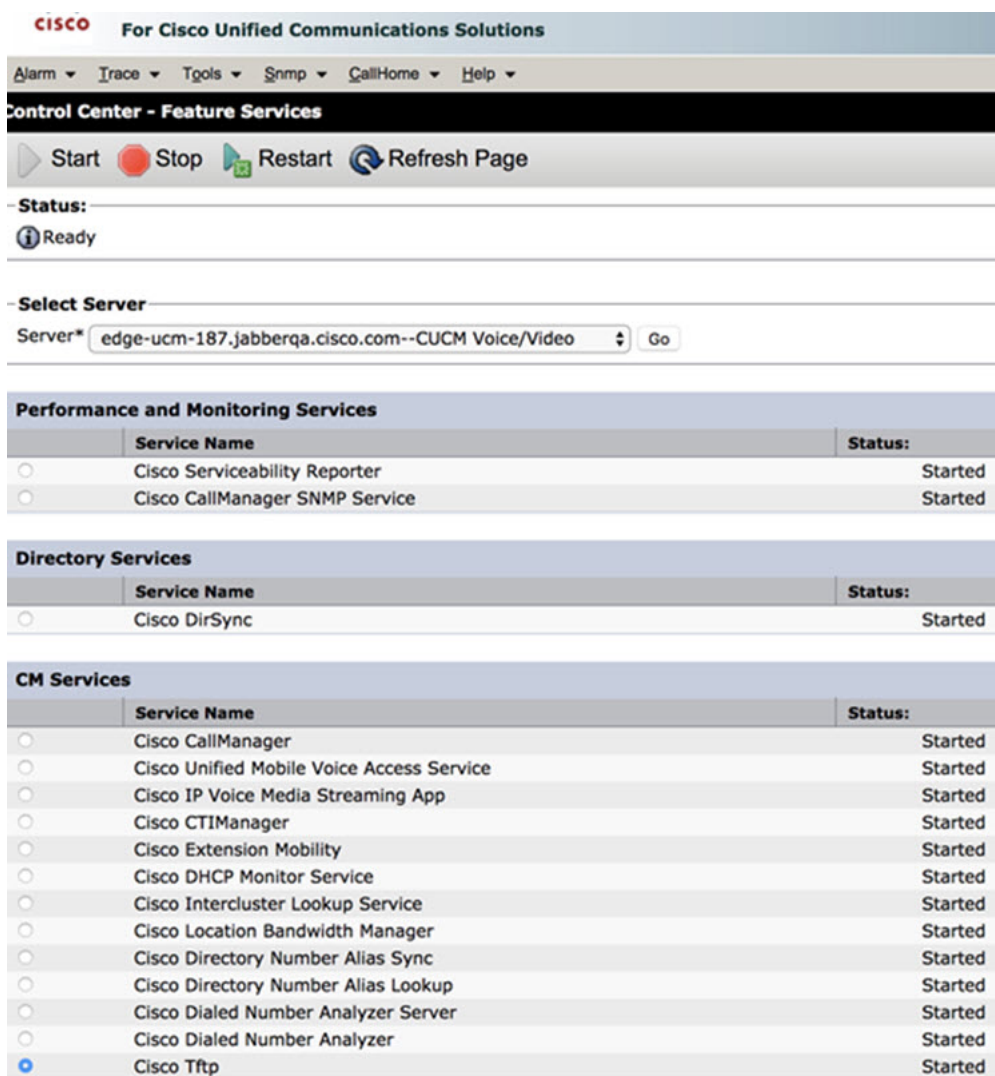 CISCO For Cisco Unified Communications Solutions
Alarm Trace Tools Snmp CallHome Help
Control Center - Feature Services
Start Stop Restart Refresh Page
Status:
Ready
Select Server
Server* edge-ucm-187.jabberqa.cisco.com--CUCM Voice/Video Go
Performance and Monitoring Services
Service Name Status:
Cisco Serviceability Reporter Started
Cisco CallManager SNMP Service Started
Directory Services
Service Name Status:
Cisco DirSync Started
CM Services
Service Name Status:
Cisco CallManager Started
Cisco Unified Mobile Voice Access Service Started
Cisco IP Voice Media Streaming App Started
Cisco CTIManager Started
Cisco Extension Mobility Started
Cisco DHCP Monitor Service Started
Cisco Intercluster Lookup Service Started
Cisco Location Bandwidth Manager Started
Cisco Directory Number Alias Sync Started
Cisco Directory Number Alias Lookup Started
Cisco Dialed Number Analyzer Server Started
Cisco Dialed Number Analyzer Started
Cisco Tftp Started